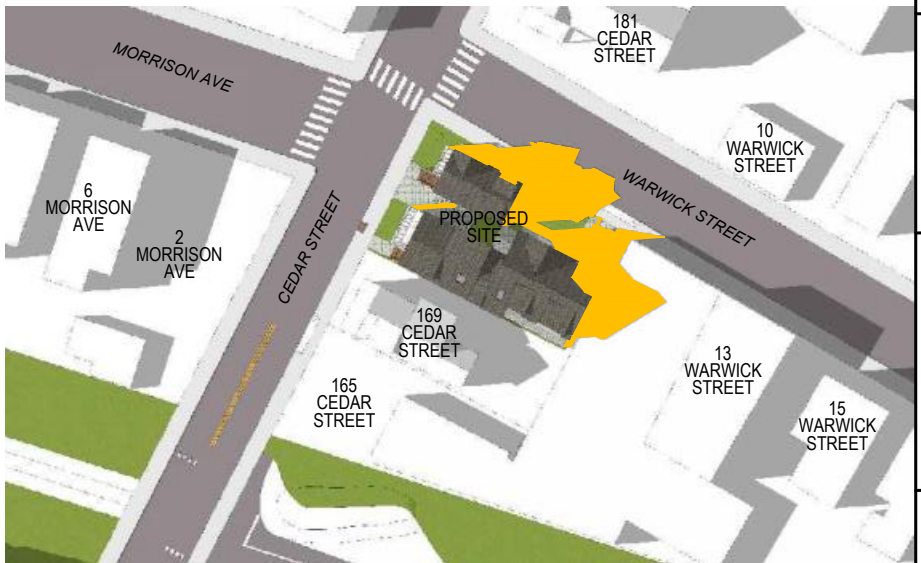 181
CEDAR
STREET
MORRISON AVE
10
WARWICK
STREET
6
MORRISON
AVE
WARWICK STREET
PROPOSED
SITE
2
MORRISON
AVE
CEDAR STREET
169
CEDAR
STREET
13
WARWICK
STREET
165
CEDAR
STREET
15
WARWICK
STREET